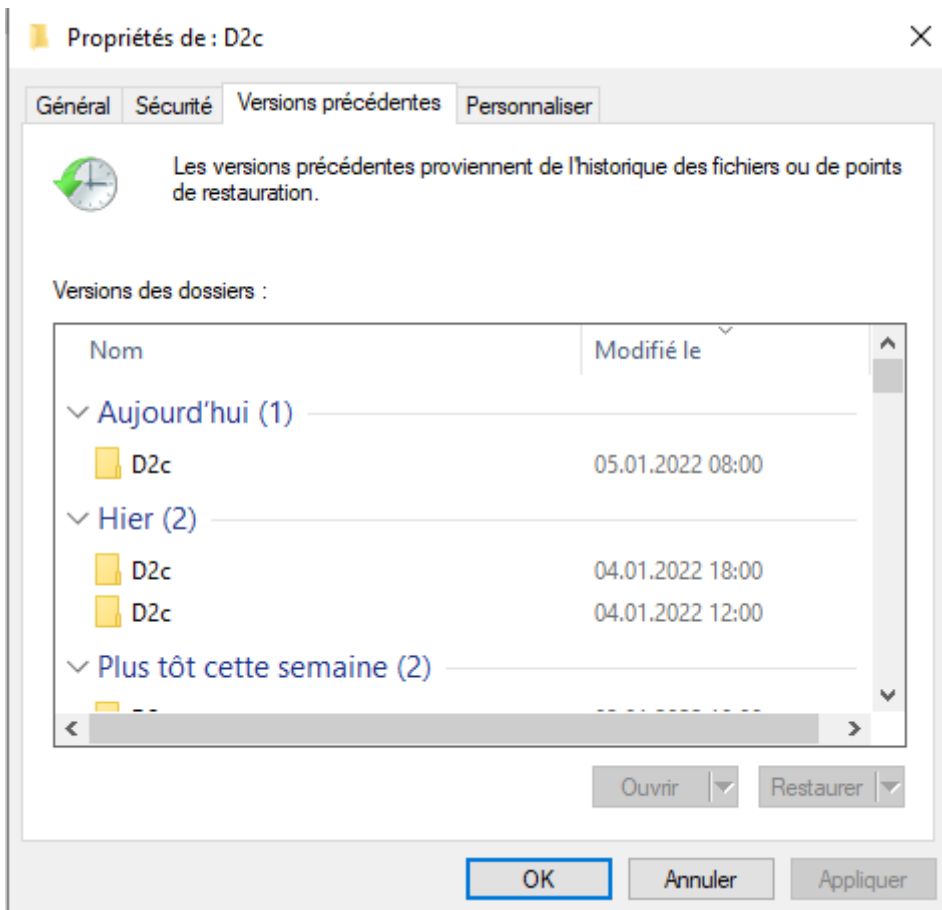 Propriétés de : D2c
Général Sécurité Versions précédentes Personnaliser
Les versions précédentes proviennent de l'historique des fichiers ou de points
de restauration.
Versions des dossiers :
Nom Modifié le
Aujourd'hui (1)
D2c 05.01.2022 08:00
Hier (2)
D2c 04.01.2022 18:00
D2c 04.01.2022 12:00
Plus tôt cette semaine (2)
Ouvrir Restaurer
OK Annuler Appliquer